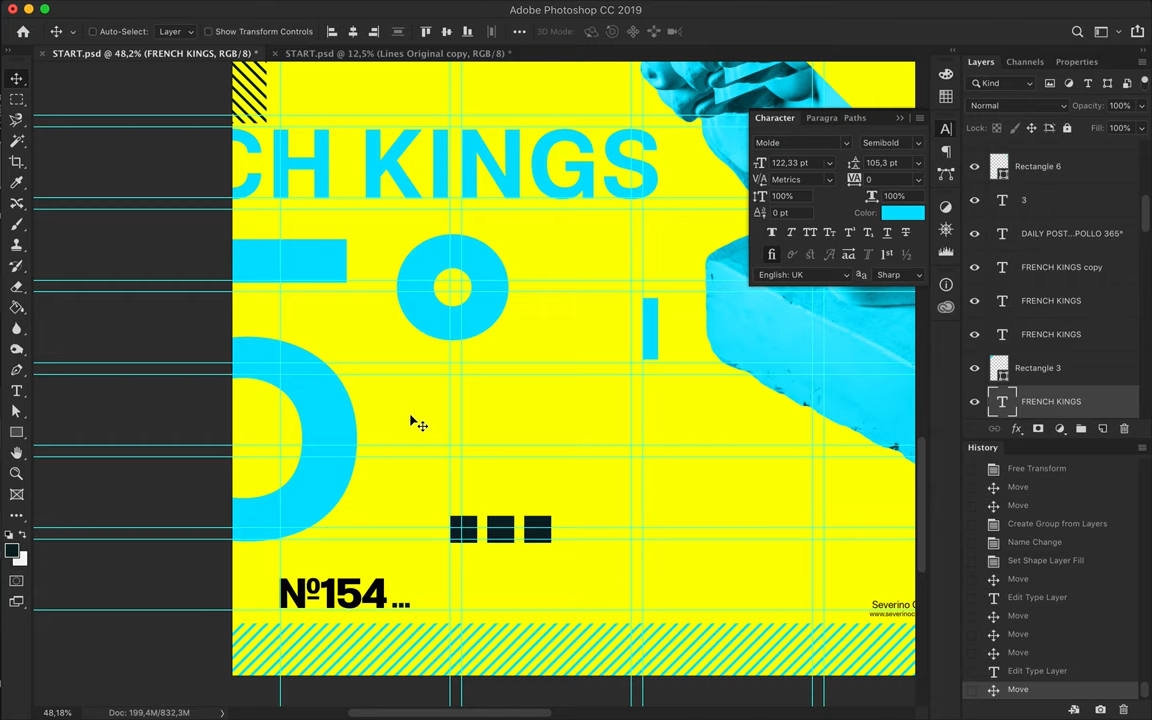 Adobe Photoshop CC 2019
Auto-Select: Layer Show Transform Controls 3D Mode:
START.psd @ 48,2% (FRENCH KINGS, RGB/8) * START.psd @ 12,5% (Lines Original copy, RGB/8) *
CH KINGS
5°
Nº154...
Severino C
www.severinoc
Character Paragra Paths
Molde Semibold
122,33 pt 105,3 pt
Metrics 0
100% 100%
0 pt Color:
English: UK Sharp
Layers Channels Properties
Kind
Normal Opacity: 100%
Lock: Fill: 100%
Rectangle 6
3
DAILY POST...POLLO 365°
FRENCH KINGS copy
FRENCH KINGS
FRENCH KINGS
Rectangle 3
FRENCH KINGS
History
Free Transform
Move
Move
Create Group from Layers
Name Change
Set Shape Layer Fill
Move
Edit Type Layer
Move
Move
Move
Edit Type Layer
Move
48,18% Doc: 199,4M/832,3M